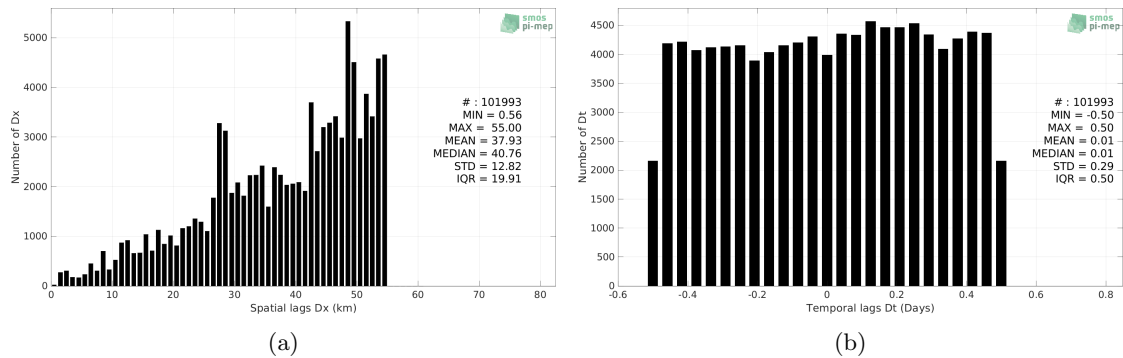 smos
pi-mep
5000
4000
3000
2000
1000
0
Number of Dx
# : 101993
MIN = 0.56
MAX = 55.00
MEAN = 37.93
MEDIAN = 40.76
STD = 12.82
IQR = 19.91
0 10 20 30 40 50 60 70 80
Spatial lags Dx (km)
(a)
smos
pi-mep
4500
4000
3500
3000
2500
2000
1500
1000
500
0
Number of Dt
# : 101993
MIN = -0.50
MAX = 0.50
MEAN = 0.01
MEDIAN = 0.01
STD = 0.29
IQR = 0.50
-0.6 -0.4 -0.2 0 0.2 0.4 0.6 0.8
Temporal lags Dt (Days)
(b)